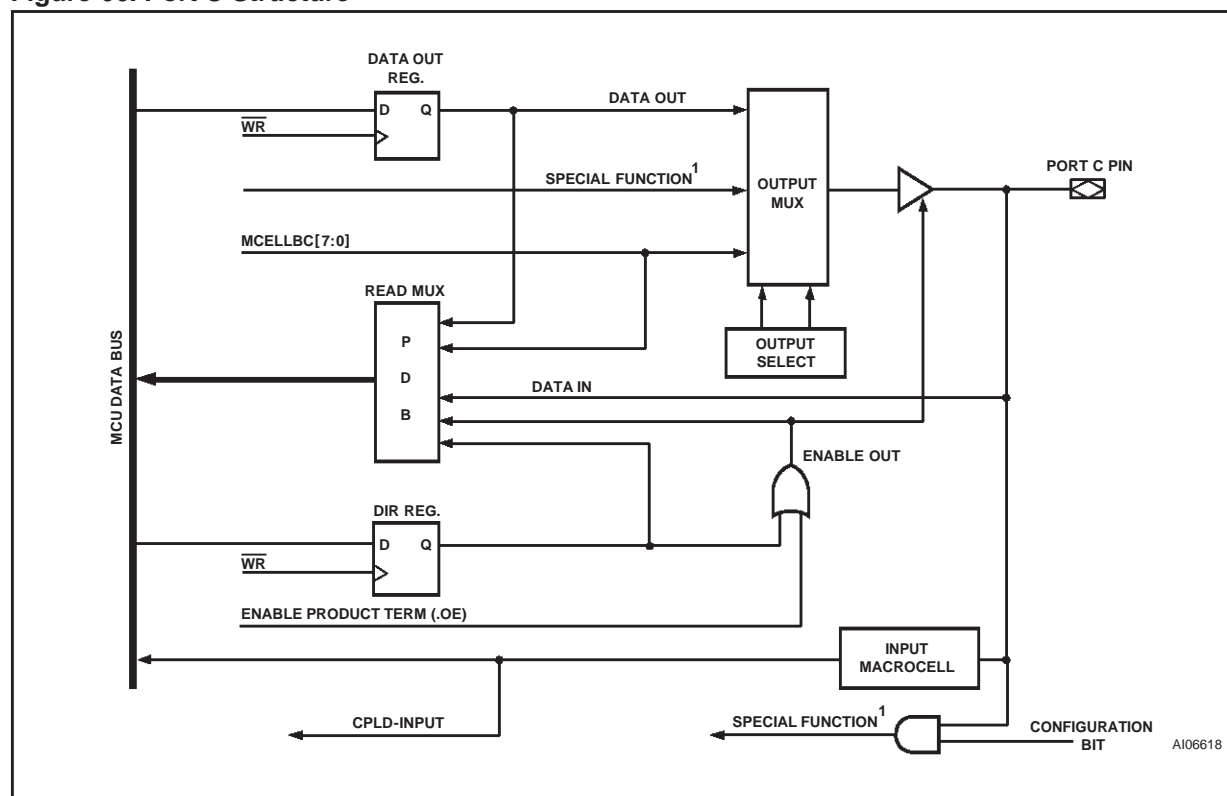 DATA OUT
REG.
D Q
WR
DATA OUT
SPECIAL FUNCTION1
OUTPUT
MUX
PORT C PIN
MCELLBC[7:0]
READ MUX
P
D
B
OUTPUT
SELECT
MCU DATA BUS
DATA IN
ENABLE OUT
DIR REG.
D Q
WR
ENABLE PRODUCT TERM (.OE)
INPUT
MACROCELL
CPLD-INPUT
SPECIAL FUNCTION1
CONFIGURATION
BIT
AI06618